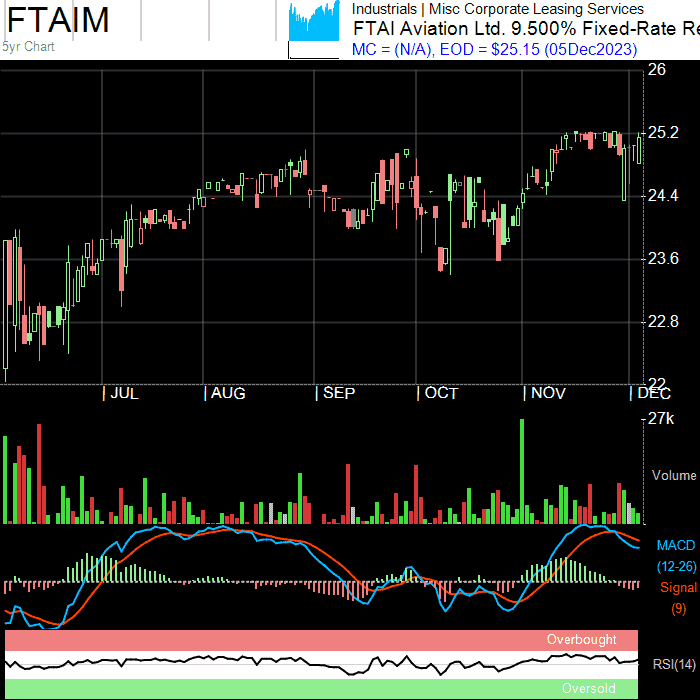 FTAIM
5yr Chart
Industrials | Misc Corporate Leasing Services
FTAI Aviation Ltd. 9.500% Fixed-Rate Re
MC = (N/A), EOD = $25.15 (05Dec2023)
26
25.2
24.4
23.6
22.8
22
| JUL | AUG | SEP | OCT | NOV | DEC
27k
Volume
MACD
(12-26)
Signal
(9)
Overbought
RSI(14)
Oversold